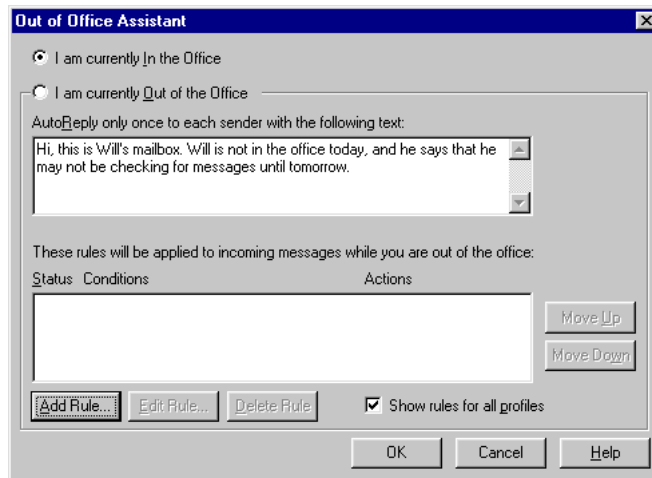 Out of Office Assistant
I am currently In the Office
I am currently Out of the Office
AutoReply only once to each sender with the following text:
Hi, this is Will's mailbox. Will is not in the office today, and he says that he
may not be checking for messages until tomorrow.
These rules will be applied to incoming messages while you are out of the office:
Status Conditions Actions
Move Up
Move Down
Add Rule... Edit Rule... Delete Rule Show rules for all profiles
OK Cancel Help